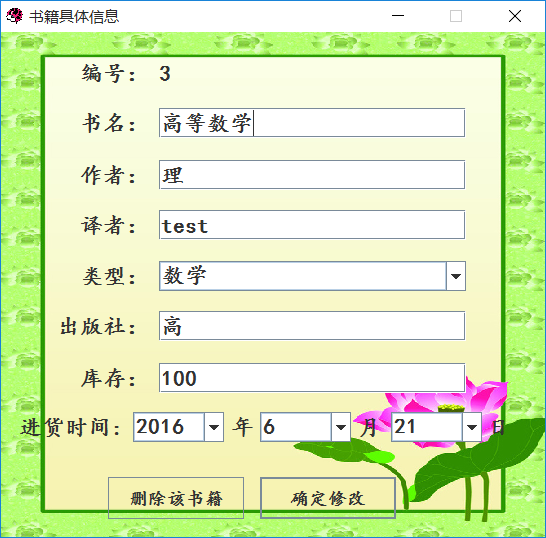 书籍具体信息
编号： 3
书名： 高等数学
作者： 理
译者： test
类型： 数学
出版社： 高
库存： 100
进货时间： 2016 年 6 月 21 日
删除该书籍 确定修改